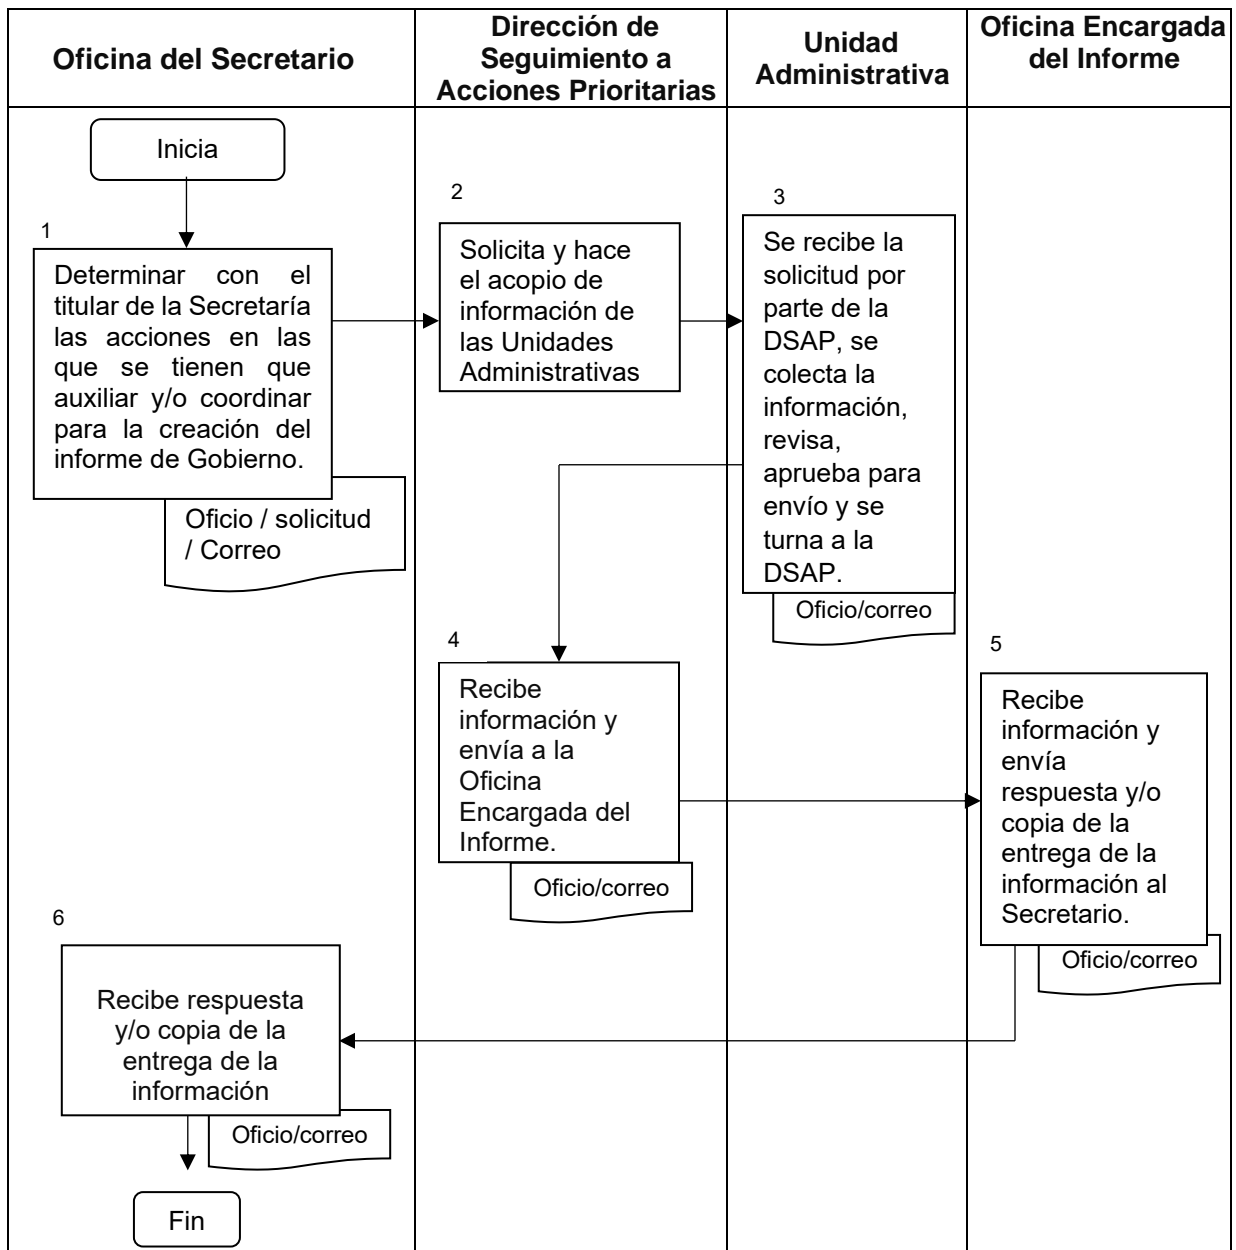 Oficina del Secretario
Dirección de
Seguimiento a
Acciones Prioritarias
Unidad
Administrativa
Oficina Encargada
del Informe
Inicia
1
Determinar con el
titular de la Secretaría
las acciones en las
que se tienen que
auxiliar y/o coordinar
para la creación del
informe de Gobierno.
Oficio / solicitud
/ Correo
2
Solicita y hace
el acopio de
información de
las Unidades
Administrativas
3
Se recibe la
solicitud por
parte de la
DSAP, se
colecta la
información,
revisa,
aprueba para
envío y se
turna a la
DSAP.
Oficio/correo
4
Recibe
información y
envía a la
Oficina
Encargada del
Informe.
Oficio/correo
5
Recibe
información y
envía
respuesta y/o
copia de la
entrega de la
información al
Secretario.
Oficio/correo
6
Recibe respuesta
y/o copia de la
entrega de la
información
Oficio/correo
Fin